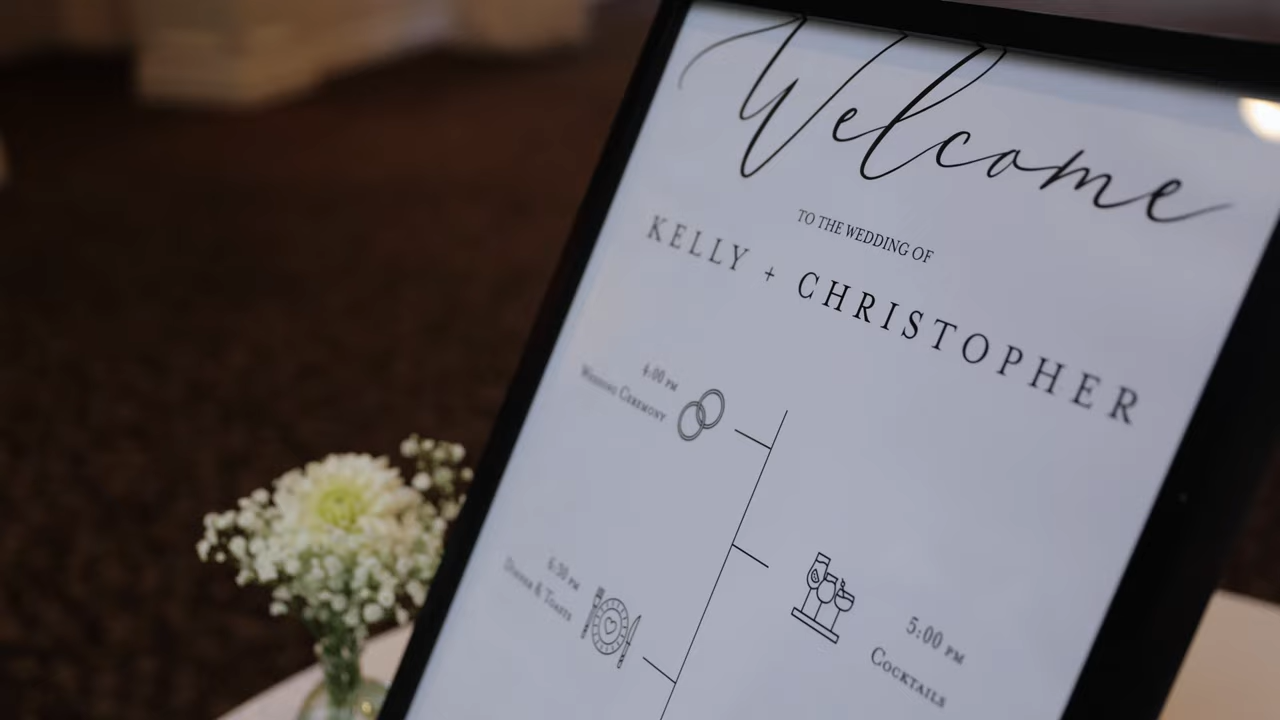 Welcome
TO THE WEDDING OF
KELLY + CHRISTOPHER
4:00 PM
WEDDING CEREMONY
5:00 PM
COCKTAILS
6:30 PM
DINNER & TOASTS